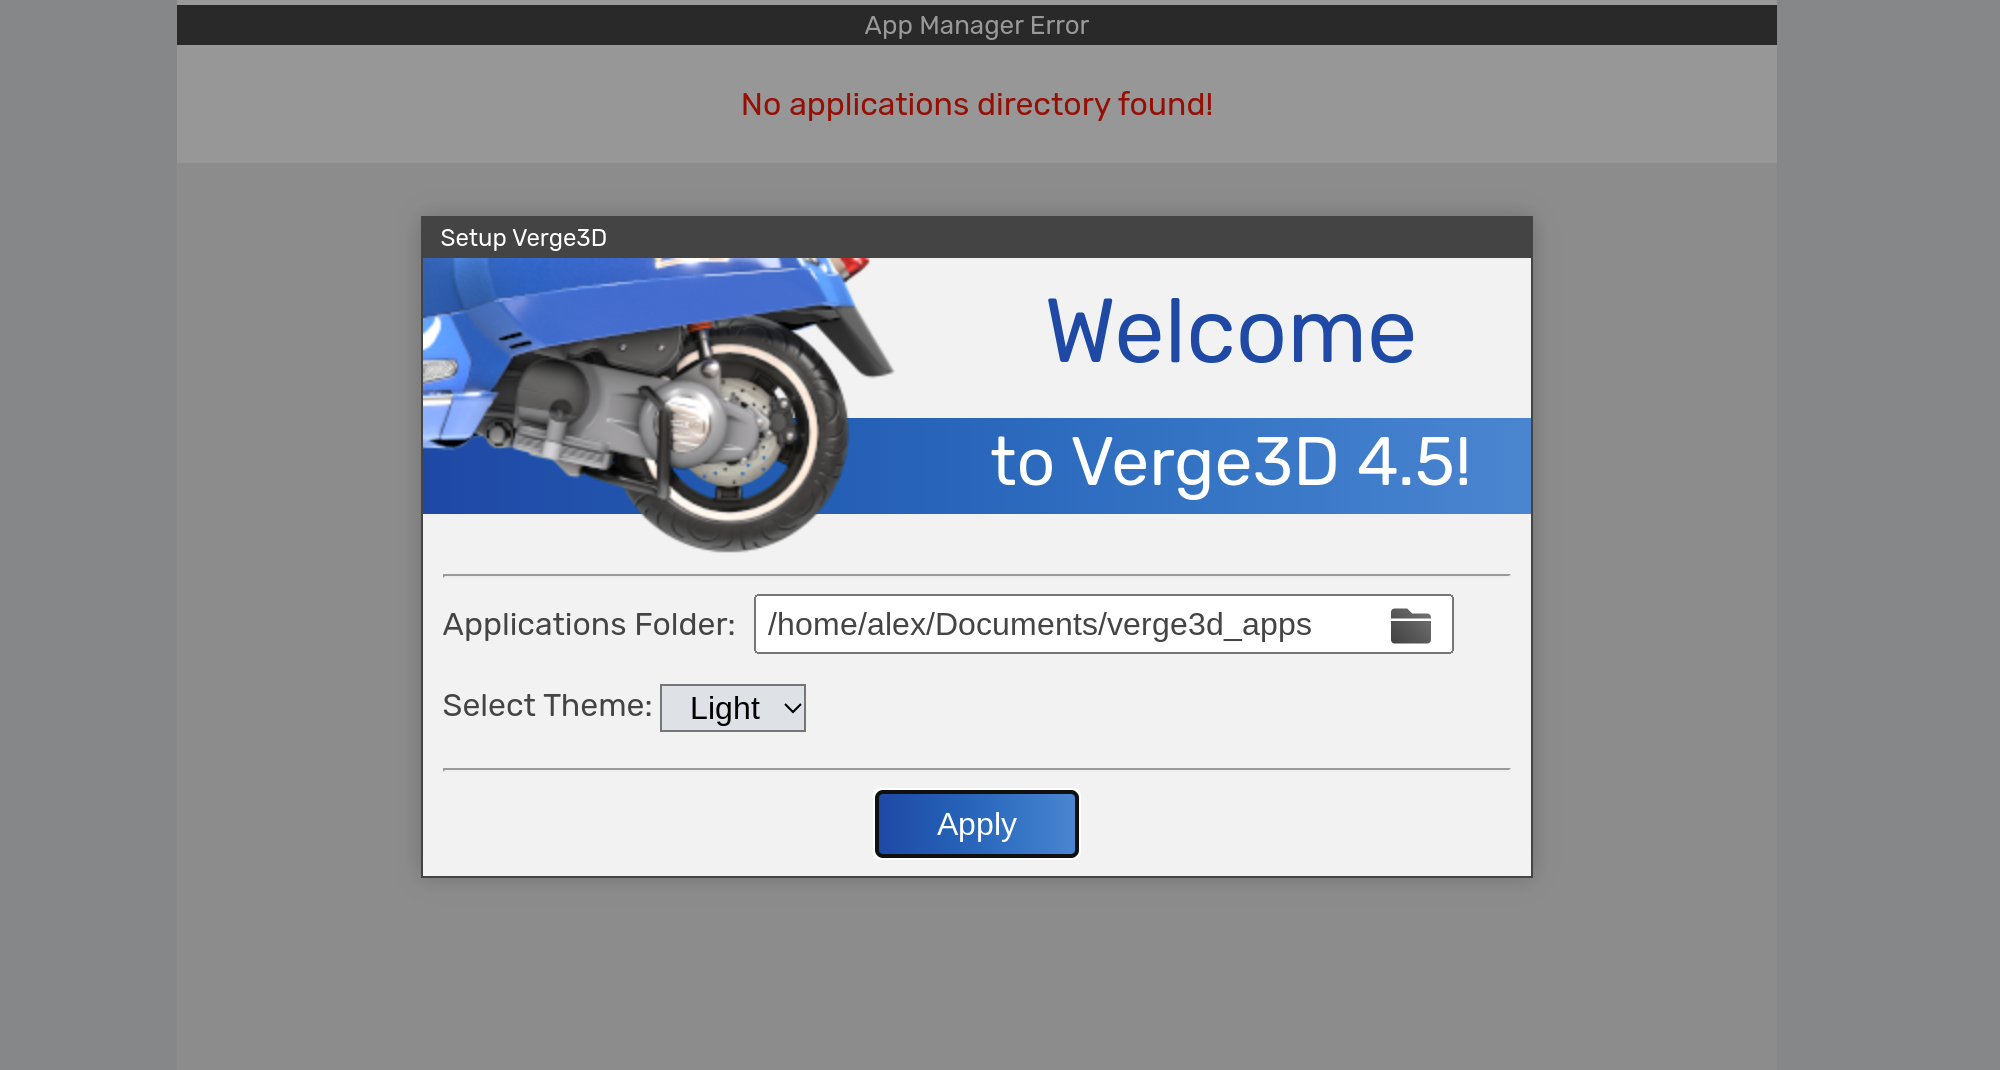 App Manager Error
No applications directory found!
Setup Verge3D
Welcome
to Verge3D 4.5!
Applications Folder: /home/alex/Documents/verge3d_apps
Select Theme: Light
Apply